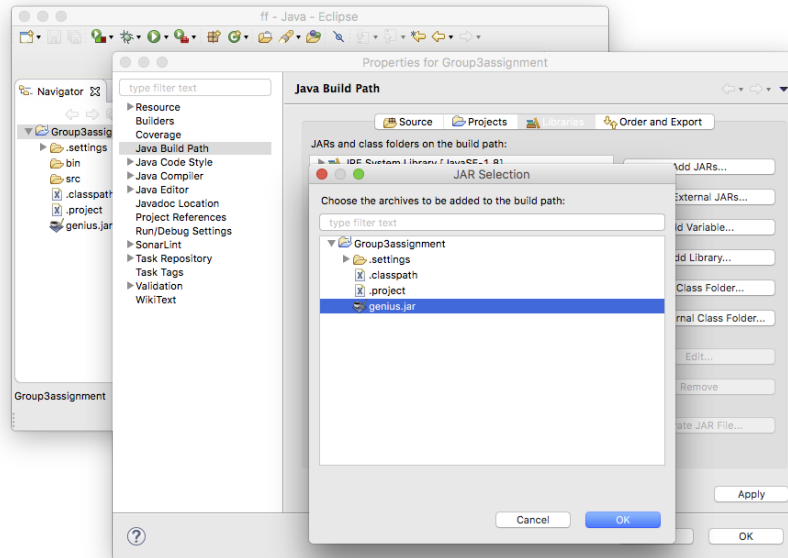 ff - Java - Eclipse
Navigator
Group3assig
.settings
bin
src
.classpath
.project
genius.jar
Group3assignment
Properties for Group3assignment
type filter text
Resource
Builders
Coverage
Java Build Path
Java Code Style
Java Compiler
Java Editor
Javadoc Location
Project References
Run/Debug Settings
SonarLint
Task Repository
Task Tags
Validation
WikiText
Java Build Path
Source
Projects
Libraries
Order and Export
JARs and class folders on the build path:
JRE System Library [JavaSE-1.8]
Add JARs...
External JARs...
Variable...
Library...
Class Folder...
Class Folder...
Edit...
Remove
JAR File...
Apply
OK
JAR Selection
Choose the archives to be added to the build path:
type filter text
Group3assignment
.settings
.classpath
.project
genius.jar
Cancel
OK